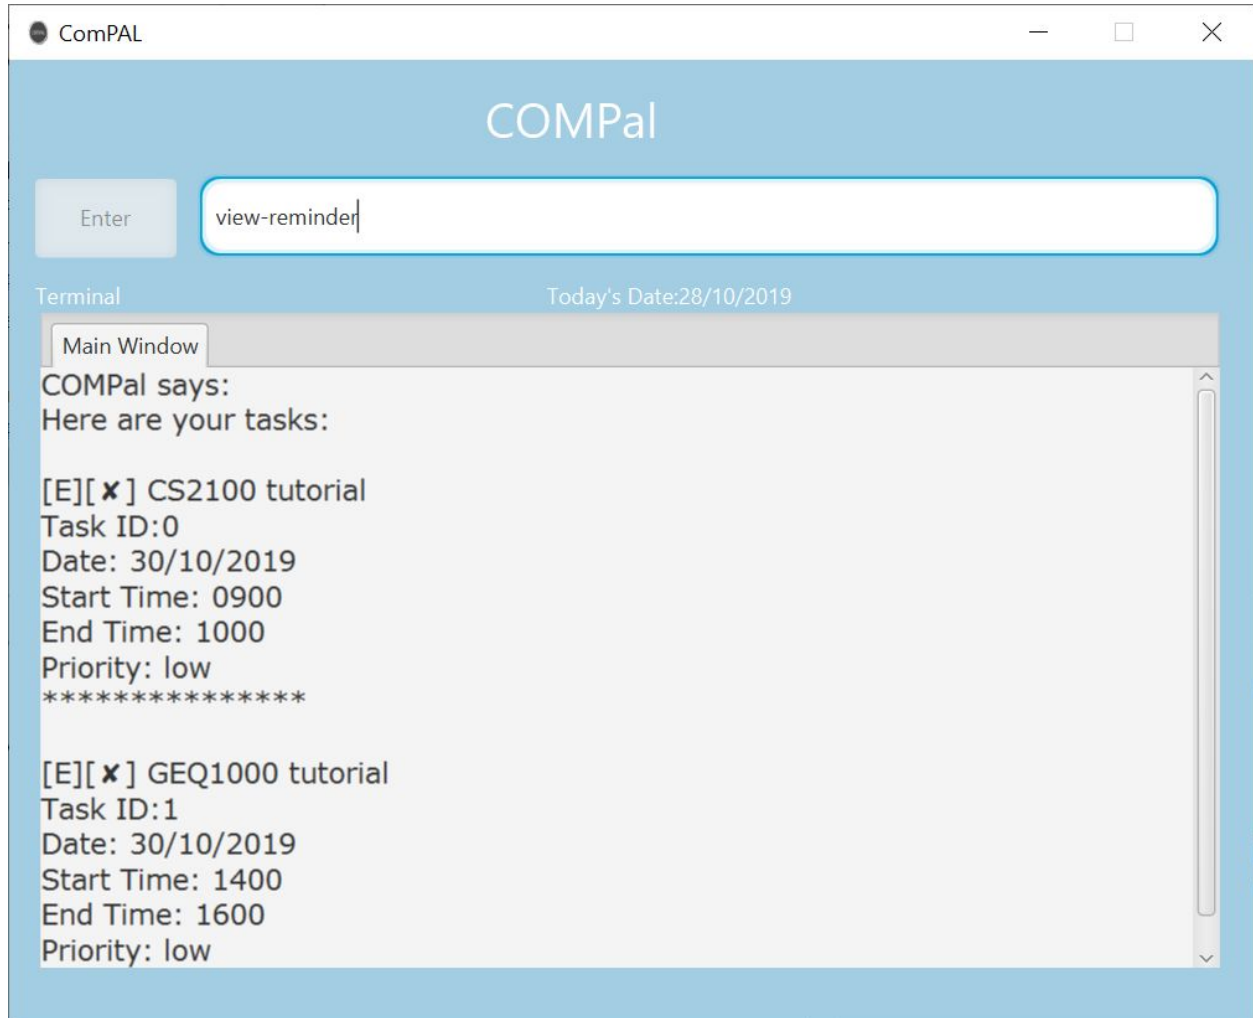 ComPAL
COMPal
Enter
view-reminder
Terminal
Today's Date:28/10/2019
Main Window
COMPal says:
Here are your tasks:
[E][✘] CS2100 tutorial
Task ID:0
Date: 30/10/2019
Start Time: 0900
End Time: 1000
Priority: low
***************
[E][✘] GEQ1000 tutorial
Task ID:1
Date: 30/10/2019
Start Time: 1400
End Time: 1600
Priority: low